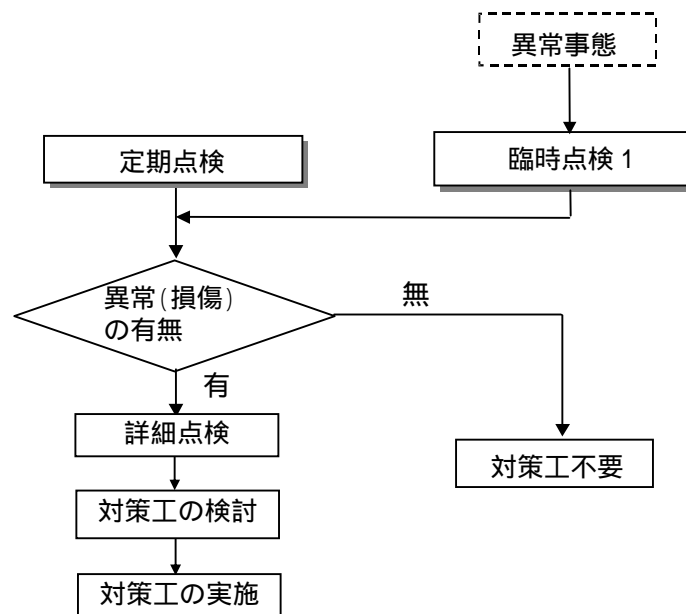 異常事態
定期点検
臨時点検 1
異常(損傷)
の有無
無
有
詳細点検
対策工不要
対策工の検討
対策工の実施